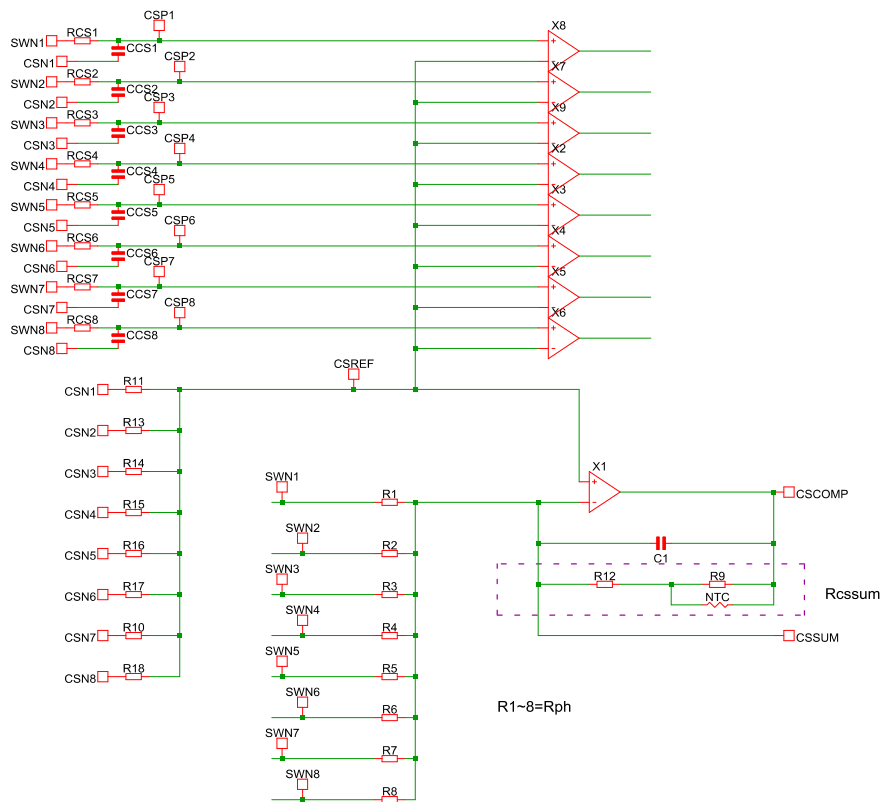 CSP1
X8
SWN1
RCS1
CCS1
CSN1
CSP2
X7
SWN2
RCS2
CCS2
CSN2
CSP3
X9
SWN3
RCS3
CCS3
CSN3
CSP4
X2
SWN4
RCS4
CCS4
CSN4
CSP5
X3
SWN5
RCS5
CCS5
CSN5
CSP6
X4
SWN6
RCS6
CCS6
CSN6
CSP7
X5
SWN7
RCS7
CCS7
CSN7
CSP8
X6
SWN8
RCS8
CCS8
CSN8
CSREF
CSN1
R11
CSN2
R13
CSN3
R14
CSN4
R15
CSN5
R16
CSN6
R17
CSN7
R10
CSN8
R18
SWN1
R1
SWN2
R2
SWN3
R3
SWN4
R4
SWN5
R5
SWN6
R6
SWN7
R7
SWN8
R8
X1
CSCOMP
C1
R12
R9
NTC
Rcssum
CSSUM
R1~8=Rph